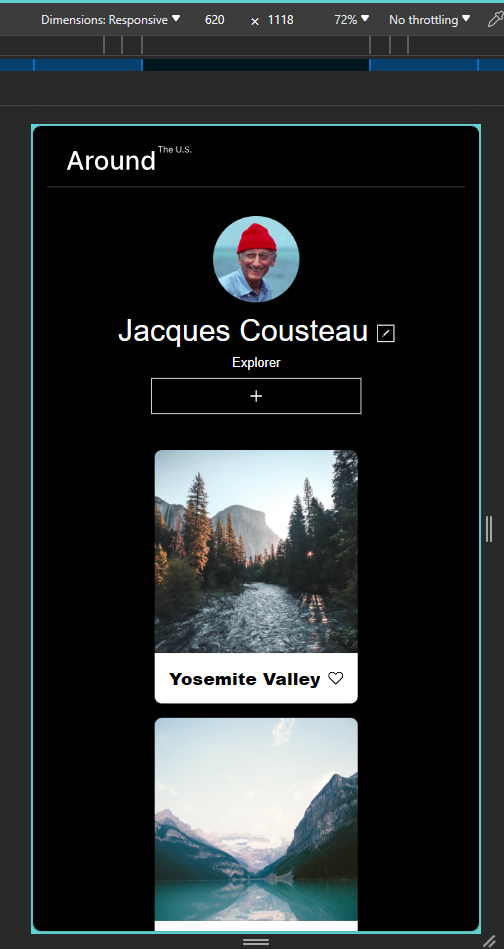 Dimensions: Responsive ▼ 620 × 1118 72% ▼ No throttling ▼
Around The U.S.
Jacques Cousteau
Explorer
+
Yosemite Valley